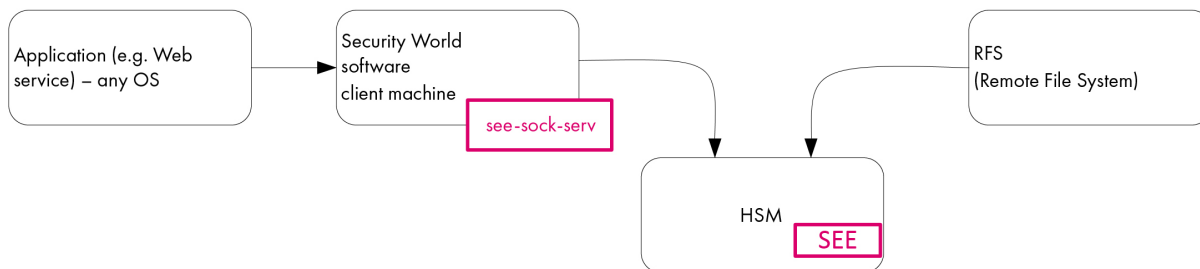 Application (e.g. Web
service) – any OS
Security World
software
client machine
see-sock-serv
RFS
(Remote File System)
HSM
SEE